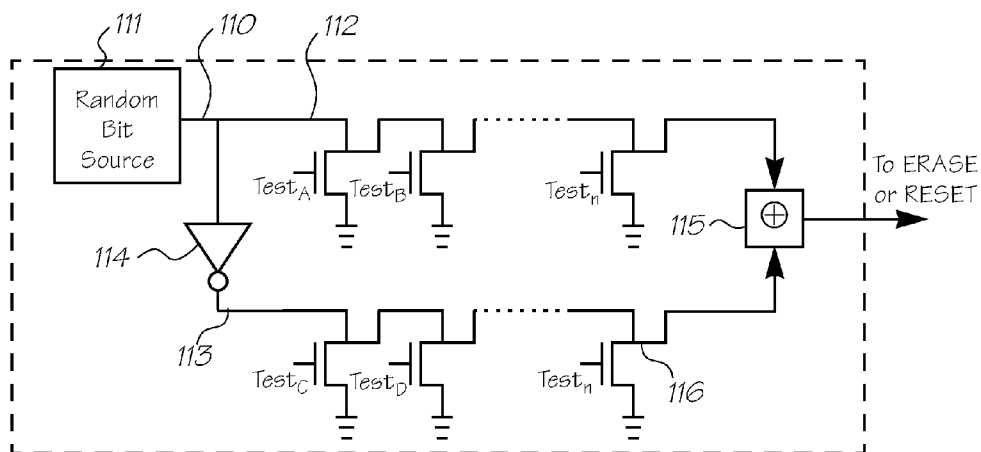 111
110
112
Random
Bit
Source
Test_A
Test_B
Test_n
To ERASE
or RESET
115
114
113
Test_C
Test_D
Test_n
116